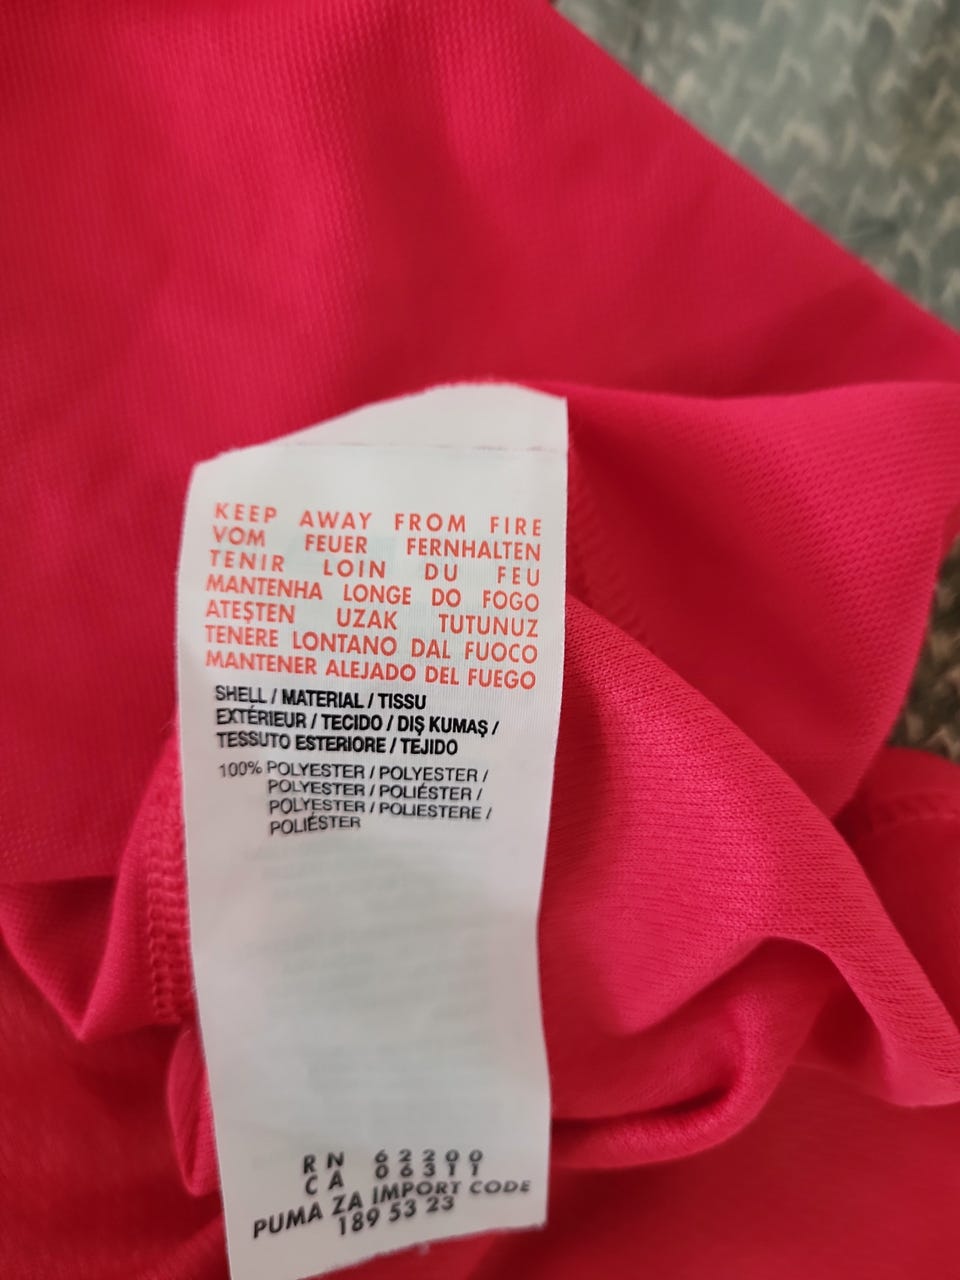 KEEP AWAY FROM FIRE
VOM FEUER FERNHALTEN
TENIR LOIN DU FEU
MANTENHA LONGE DO FOGO
ATEŞTEN UZAK TUTUNUZ
TENERE LONTANO DAL FUOCO
MANTENER ALEJADO DEL FUEGO
SHELL / MATERIAL / TISSU
EXTÉRIEUR / TECIDO / DIŞ KUMAŞ /
TESSUTO ESTERIORE / TEJIDO
100% POLYESTER / POLYESTER /
POLYESTER / POLIÉSTER /
POLYESTER / POLIESTERE /
POLIÉSTER
RN 62200
CA 06311
PUMA ZA IMPORT CODE
189 53 23